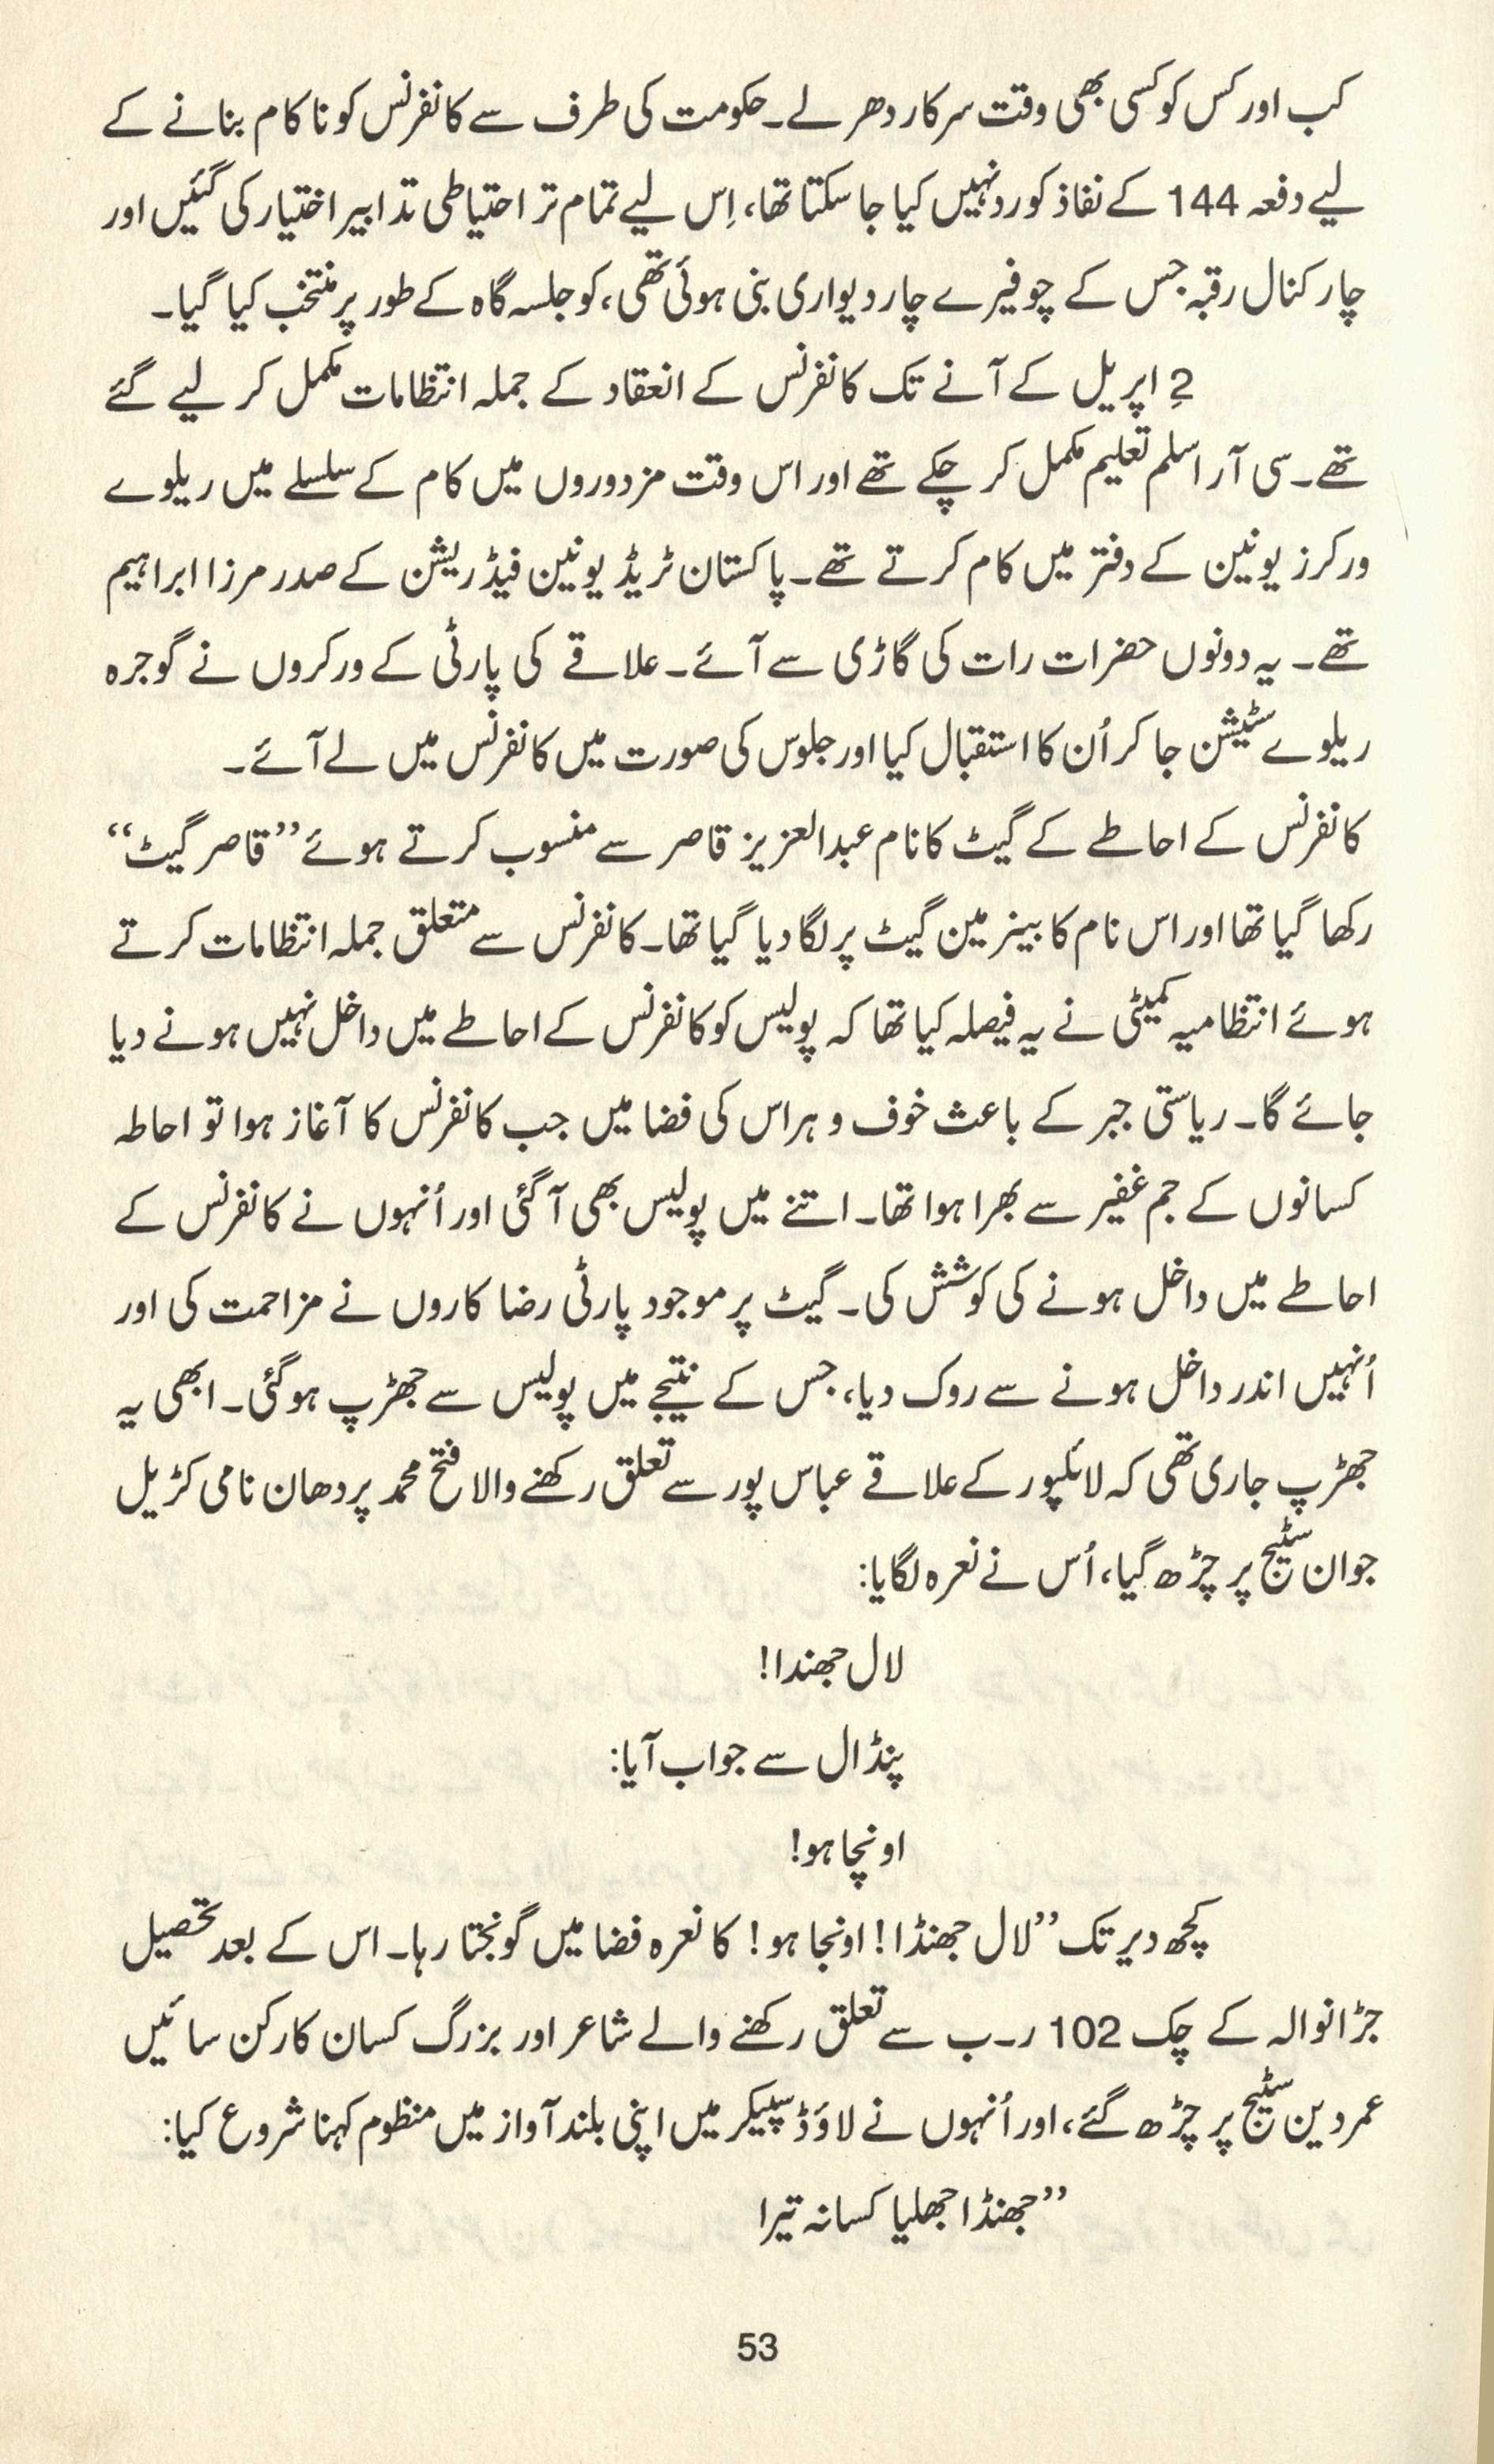 کب اور کس کو کسی بھی وقت سرکار دھر لے۔ حکومت کی طرف سے کانفرنس کو ناکام بنانے کے
لیے دفعہ 144 کے نفاذ کو رد نہیں کیا جا سکتا تھا، اِس لیے تمام تر احتیاطی تدابیر اختیار کی گئیں اور
چار کنال رقبہ جس کے چوفیرے چار دیواری بنی ہوئی تھی، کو جلسہ گاہ کے طور پر منتخب کیا گیا۔
2 اپریل کے آنے تک کانفرنس کے انعقاد کے جملہ انتظامات مکمل کر لیے گئے
تھے۔ سی آر اسلم تعلیم مکمل کر چکے تھے اور اس وقت مزدوروں میں کام کے سلسلے میں ریلوے
ورکرز یونین کے دفتر میں کام کرتے تھے۔ پاکستان ٹریڈ یونین فیڈریشن کے صدر مرزا ابراہیم
تھے۔ یہ دونوں حضرات رات کی گاڑی سے آئے۔ علاقے کی پارٹی کے ورکروں نے گوجرہ
ریلوے سٹیشن جا کر اُن کا استقبال کیا اور جلوس کی صورت میں کانفرنس میں لے آئے۔
کانفرنس کے احاطے کے گیٹ کا نام عبدالعزیز قاصر سے منسوب کرتے ہوئے ”قاصر گیٹ“
رکھا گیا تھا اور اس نام کا بینر مین گیٹ پر لگا دیا گیا تھا۔ کانفرنس سے متعلق جملہ انتظامات کرتے
ہوئے انتظامیہ کمیٹی نے یہ فیصلہ کیا تھا کہ پولیس کو کانفرنس کے احاطے میں داخل نہیں ہونے دیا
جائے گا۔ ریاستی جبر کے باعث خوف و ہراس کی فضا میں جب کانفرنس کا آغاز ہوا تو احاطہ
کسانوں کے جم غفیر سے بھرا ہوا تھا۔ اتنے میں پولیس بھی آ گئی اور اُنہوں نے کانفرنس کے
احاطے میں داخل ہونے کی کوشش کی۔ گیٹ پر موجود پارٹی رضا کاروں نے مزاحمت کی اور
اُنہیں اندر داخل ہونے سے روک دیا، جس کے نتیجے میں پولیس سے جھڑپ ہو گئی۔ ابھی یہ
جھڑپ جاری تھی کہ لائلپور کے علاقے عباس پور سے تعلق رکھنے والا فتح محمد پردھان نامی کڑیل
جوان سٹیج پر چڑھ گیا، اُس نے نعرہ لگایا:
لال جھندا!
پنڈال سے جواب آیا:
اونچا ہو!
کچھ دیر تک ”لال جھنڈا! اونچا ہو! کا نعرہ فضا میں گونجتا رہا۔ اس کے بعد تحصیل
جڑانوالہ کے چک 102 ر۔ب سے تعلق رکھنے والے شاعر اور بزرگ کسان کارکن سائیں
عمر دین سٹیج پر چڑھ گئے، اور اُنہوں نے لاؤڈ سپیکر میں اپنی بلند آواز میں منظوم کہنا شروع کیا:
”جھنڈا جھلیا کسانہ تیرا
53